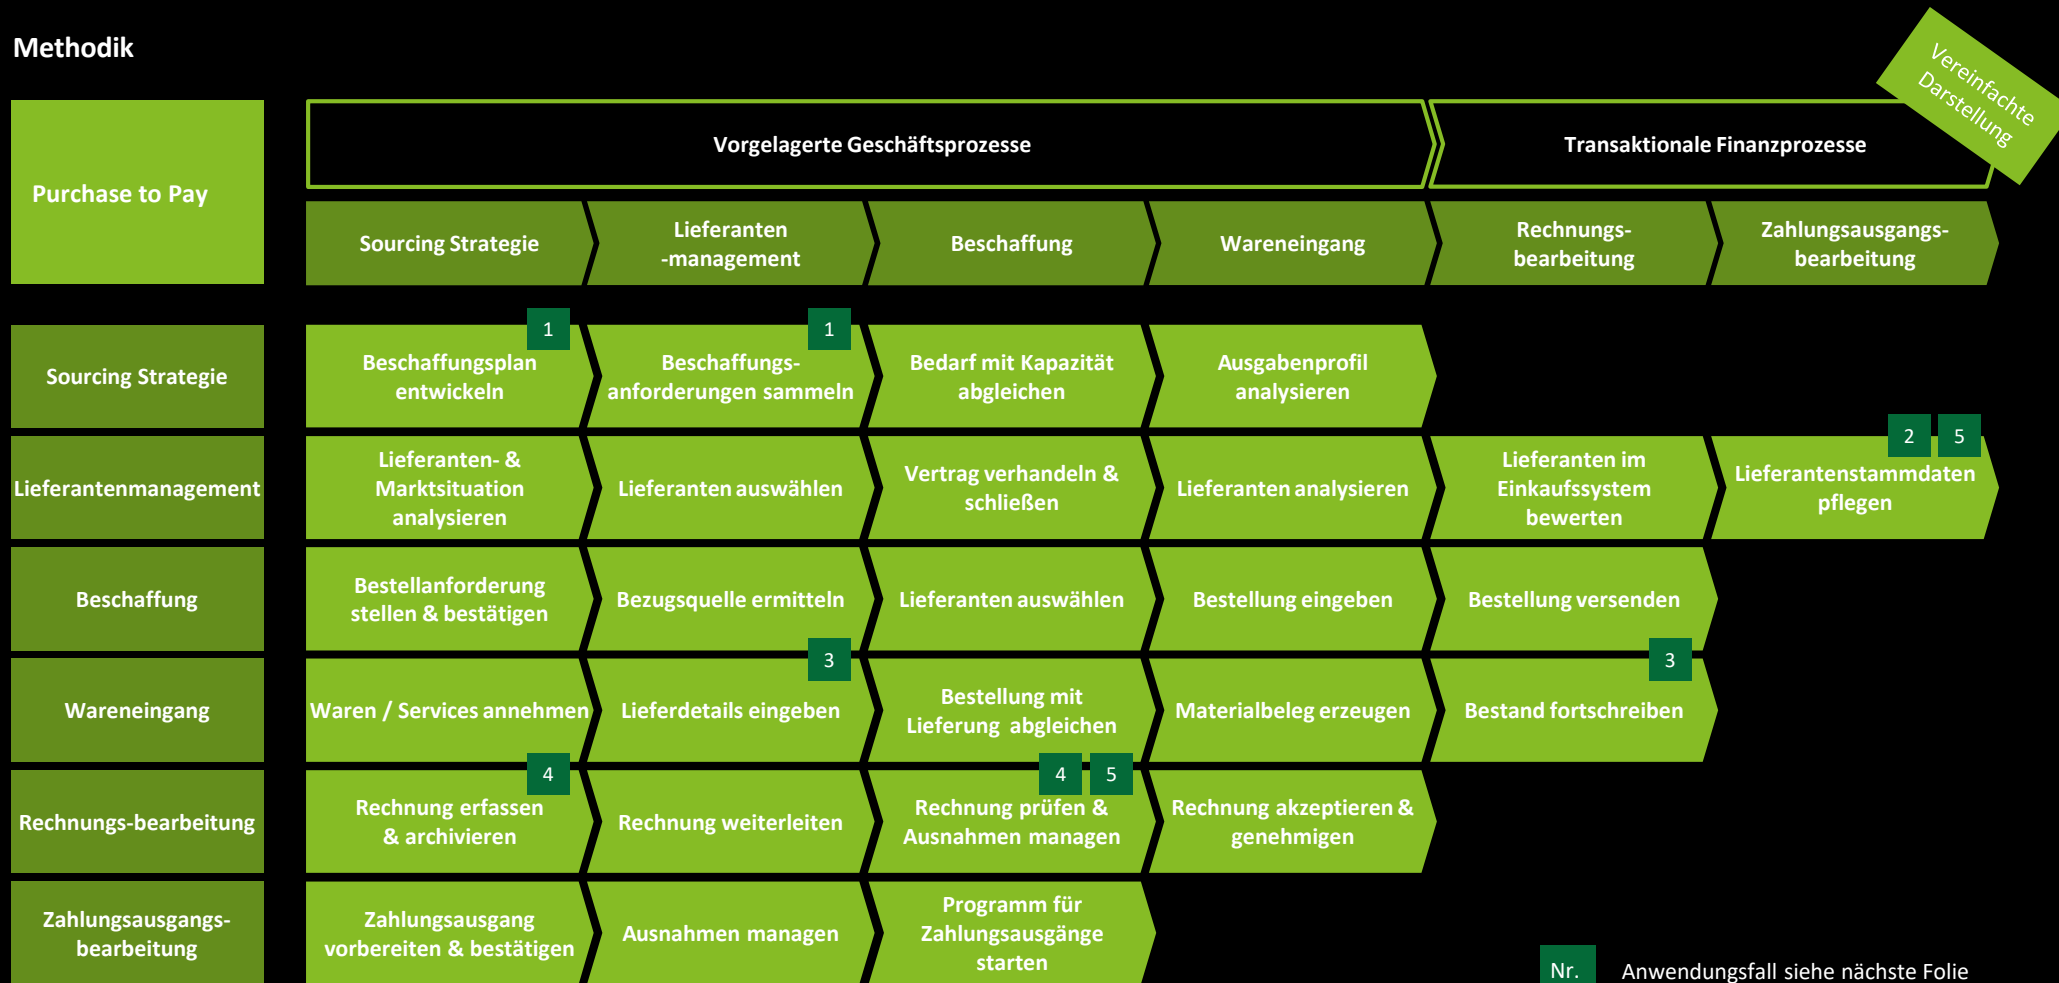 Methodik
Vereinfachte
Darstellung
Purchase to Pay
Vorgelagerte Geschäftsprozesse
Transaktionale Finanzprozesse
Sourcing Strategie
Lieferanten
-management
Beschaffung
Wareneingang
Rechnungs-
bearbeitung
Zahlungsausgangs-
bearbeitung
Sourcing Strategie
1
Beschaffungsplan
entwickeln
1
Beschaffungs-
anforderungen sammeln
Bedarf mit Kapazität
abgleichen
Ausgabenprofil
analysieren
Lieferantenmanagement
Lieferanten- &
Marktsituation
analysieren
Lieferanten auswählen
Vertrag verhandeln &
schließen
Lieferanten analysieren
Lieferanten im
Einkaufssystem
bewerten
2 5
Lieferantenstammdaten
pflegen
Beschaffung
Bestellanforderung
stellen & bestätigen
Bezugsquelle ermitteln
Lieferanten auswählen
Bestellung eingeben
Bestellung versenden
Wareneingang
Waren / Services annehmen
3
Lieferdetails eingeben
Bestellung mit
Lieferung abgleichen
Materialbeleg erzeugen
3
Bestand fortschreiben
Rechnungs-bearbeitung
4
Rechnung erfassen
& archivieren
Rechnung weiterleiten
4 5
Rechnung prüfen &
Ausnahmen managen
Rechnung akzeptieren &
genehmigen
Zahlungsausgangs-
bearbeitung
Zahlungsausgang
vorbereiten & bestätigen
Ausnahmen managen
Programm für
Zahlungsausgänge
starten
Nr. Anwendungsfall siehe nächste Folie